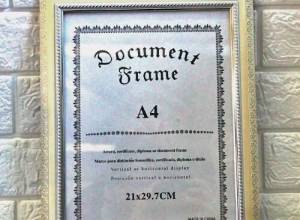 Document
Frame
A4
Award, certificate, diploma or document frame
Marco para distinción honorífica, certificado, diploma o título
Vertical or horizontal display
Posición vertical u horizontal
21x29.7CM
MADE IN CHINA